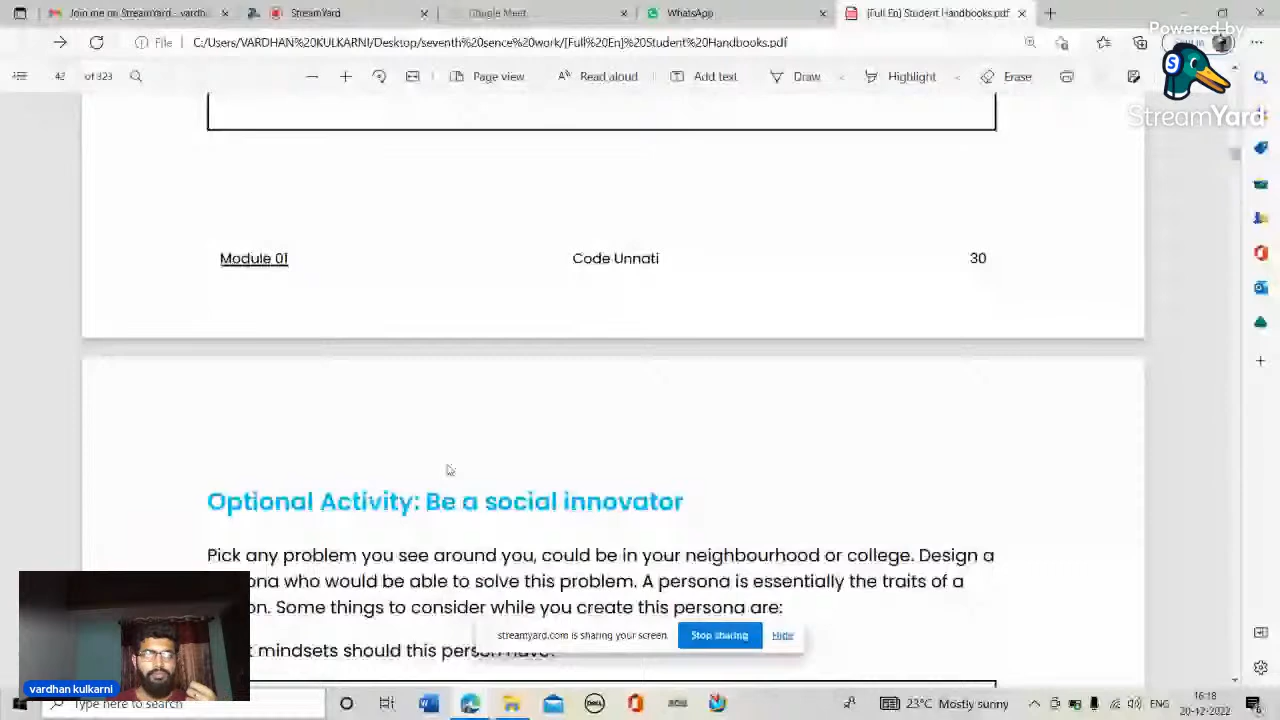 Join me on StreamYard
StreamYard
Google Meet
WhatsApp
[Full En] Student Handbooks.pdf
Powered by
File
C:/Users/VARDHAN%20KULKARNI/Desktop/seventh%20
work/[Full%20En]%20Student%20Handbooks.pdf
43 of 323
Page view
Read aloud
Add text
Draw
Highlight
Erase
StreamYard
Module 01
Code Unnati
30
Optional Activity: Be a social innovator
Pick any problem you see around you, could be in your neighbourhood or college. Design a
ona who would be able to solve this problem. A persona is essentially the traits of a
on. Some things to consider while you create this persona are:
streamyard.com is sharing your screen.
Stop sharing
Hide
t mindsets should this person have?
vardhan kulkarni
Type here to search
DELL
23°C Mostly sunny
ENG
16:18
20-12-2022